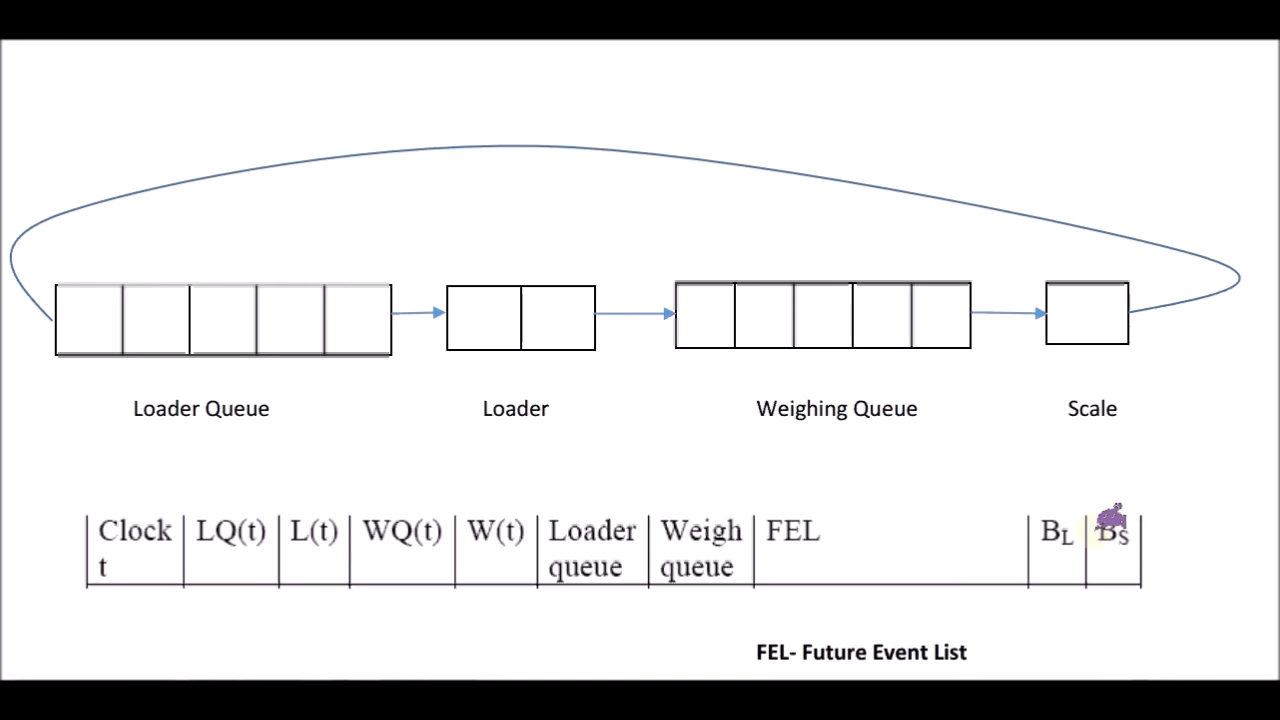 Loader Queue
Loader
Weighing Queue
Scale
Clock t
LQ(t)
L(t)
WQ(t)
W(t)
Loader queue
Weigh queue
FEL
BL
BS
FEL- Future Event List